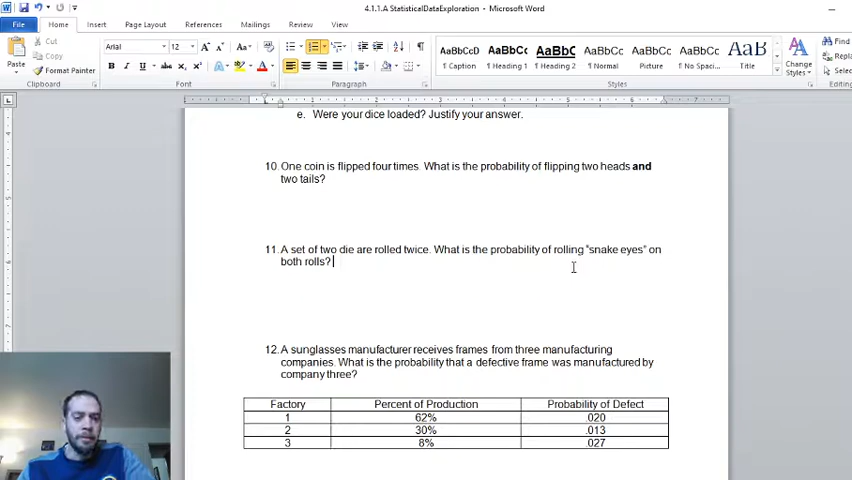 4.1.1.A StatisticalDataExploration - Microsoft Word
File Home Insert Page Layout References Mailings Review View
Cut
Copy
Format Painter
Paste
Clipboard
Arial 12
Font
Paragraph
AaBbCcD AaBbCc AaBbC AaBbCcI AaBbCcI AaBbCcI AaB
¶ Caption ¶ Heading 1 ¶ Heading 2 ¶ Normal Picture ¶ No Spaci... Title
Styles
Change
Styles
Find
Repla
Selec
Editing
e. Were your dice loaded? Justify your answer.
10. One coin is flipped four times. What is the probability of flipping two heads and
two tails?
11. A set of two die are rolled twice. What is the probability of rolling "snake eyes" on
both rolls?
12. A sunglasses manufacturer receives frames from three manufacturing
companies. What is the probability that a defective frame was manufactured by
company three?
Factory Percent of Production Probability of Defect
1 62% .020
2 30% .013
3 8% .027